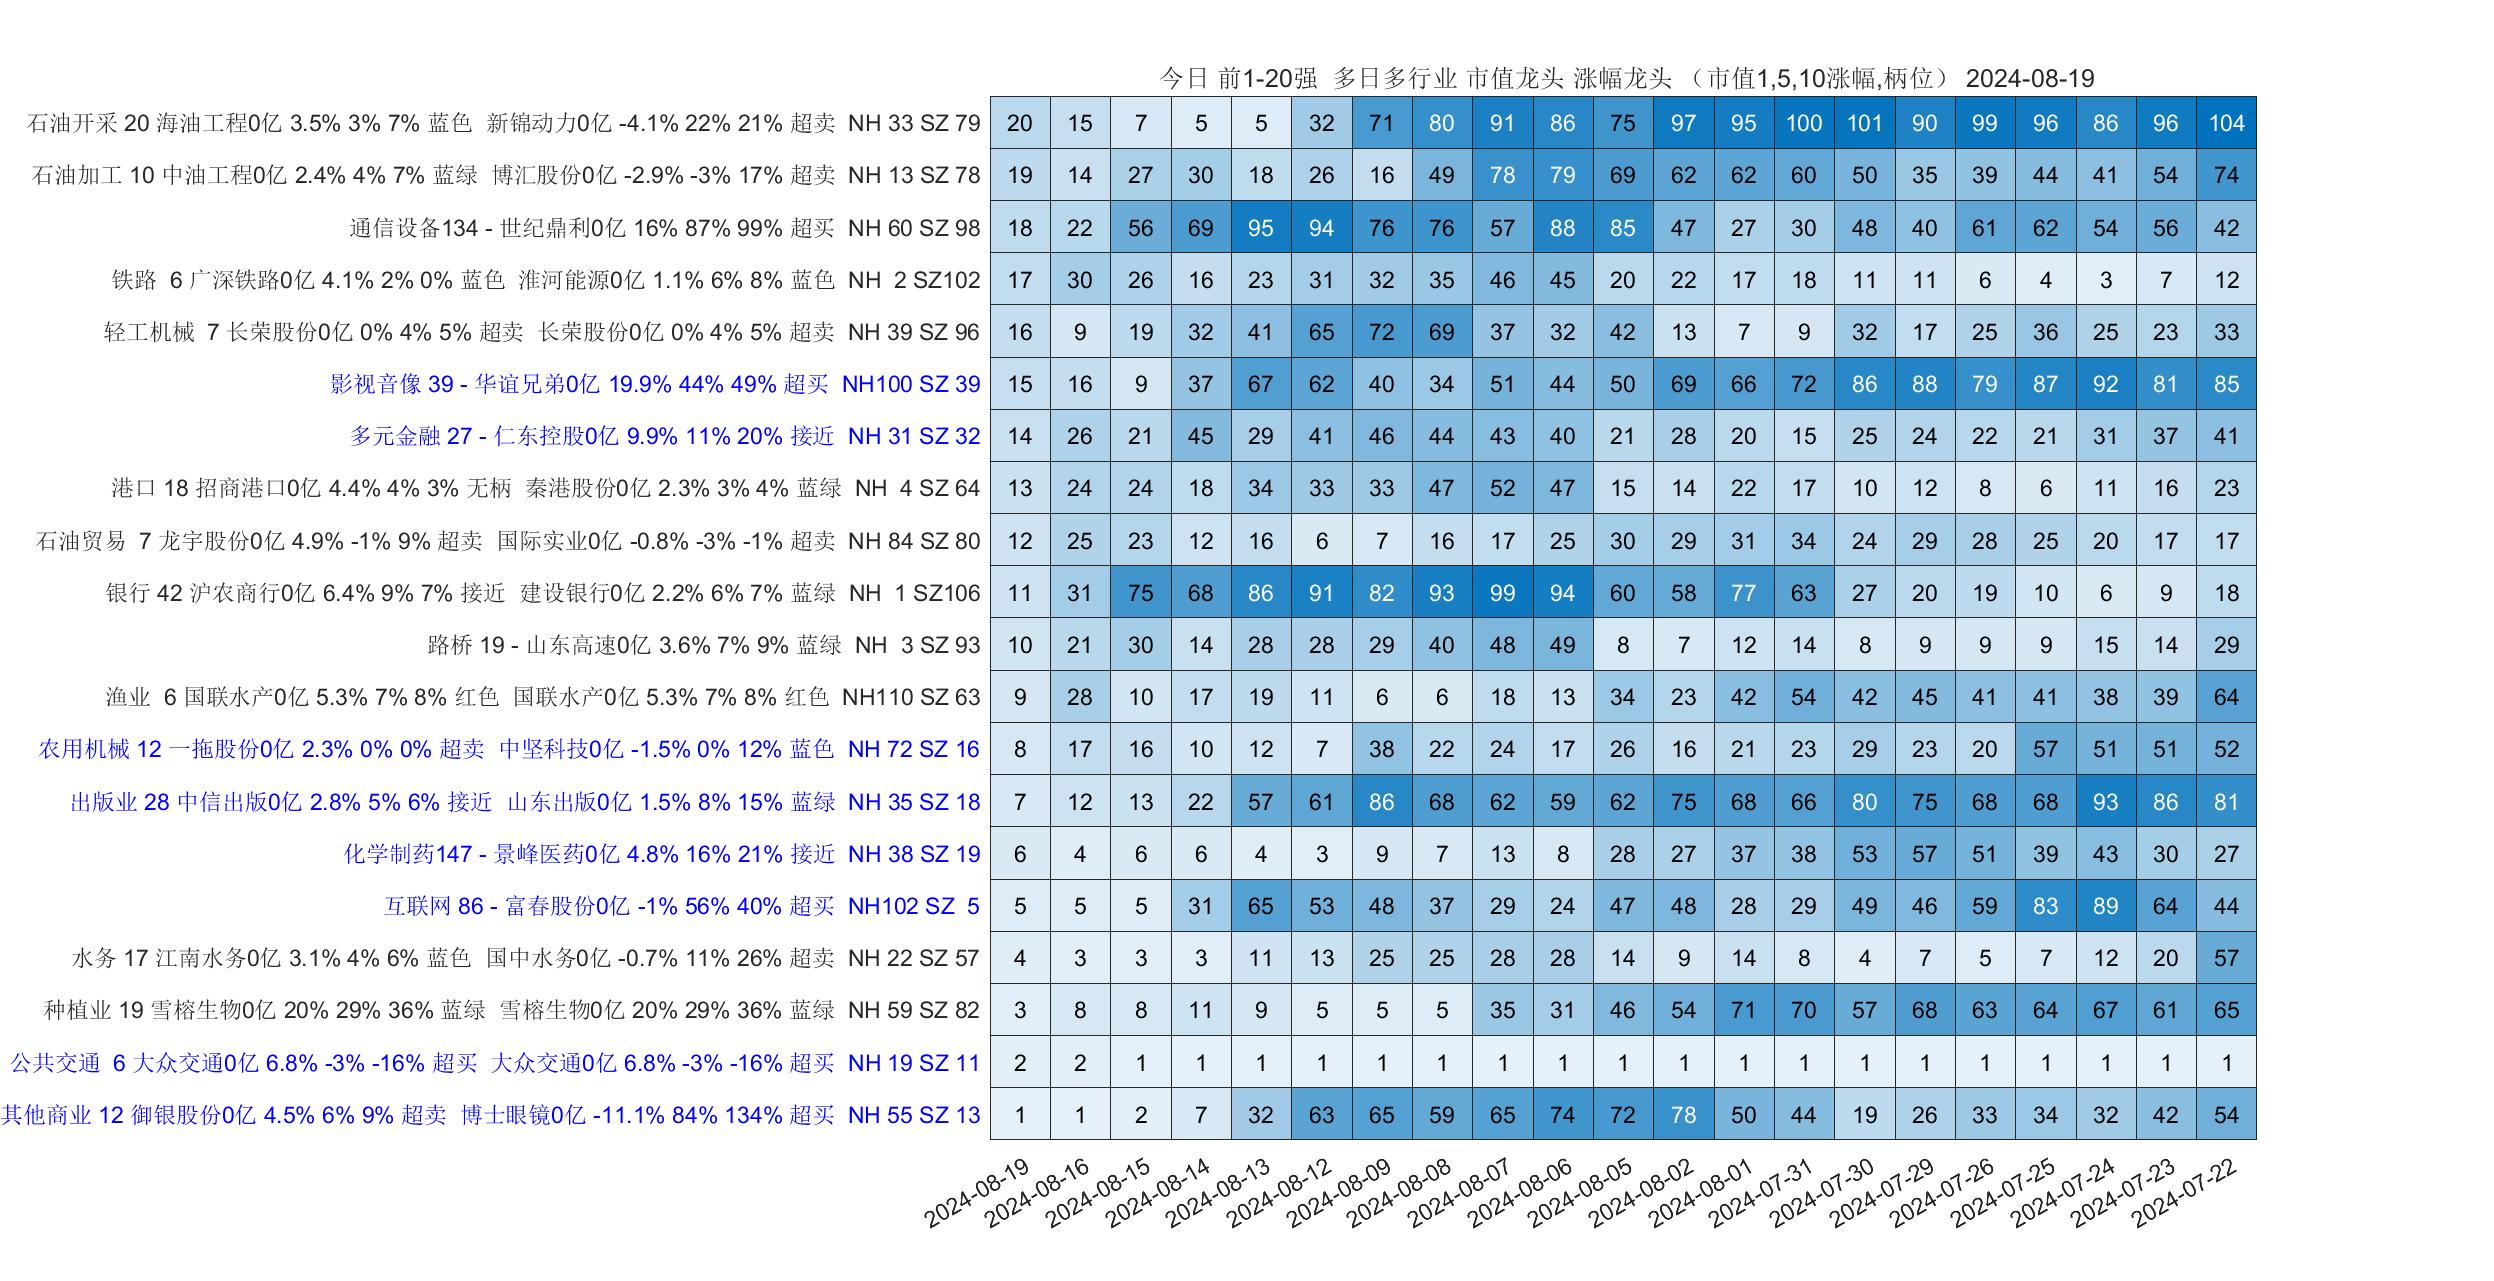 今日 前1-20强 多日多行业 市值龙头 涨幅龙头 （市值1,5,10涨幅,柄位） 2024-08-19
石油开采 20 海油工程0亿 3.5% 3% 7% 蓝色 新锦动力0亿 -4.1% 22% 21% 超卖 NH 33 SZ 79 20 15 7 5 5 32 71 80 91 86 75 97 95 100 101 90 99 96 86 96 104
石油加工 10 中油工程0亿 2.4% 4% 7% 蓝绿 博汇股份0亿 -2.9% -3% 17% 超卖 NH 13 SZ 78 19 14 27 30 18 26 16 49 78 79 69 62 62 60 50 35 39 44 41 54 74
通信设备134 - 世纪鼎利0亿 16% 87% 99% 超买 NH 60 SZ 98 18 22 56 69 95 94 76 76 57 88 85 47 27 30 48 40 61 62 54 56 42
铁路 6 广深铁路0亿 4.1% 2% 0% 蓝色 淮河能源0亿 1.1% 6% 8% 蓝色 NH 2 SZ102 17 30 26 16 23 31 32 35 46 45 20 22 17 18 11 11 6 4 3 7 12
轻工机械 7 长荣股份0亿 0% 4% 5% 超卖 长荣股份0亿 0% 4% 5% 超卖 NH 39 SZ 96 16 9 19 32 41 65 72 69 37 32 42 13 7 9 32 17 25 36 25 23 33
影视音像 39 - 华谊兄弟0亿 19.9% 44% 49% 超买 NH100 SZ 39 15 16 9 37 67 62 40 34 51 44 50 69 66 72 86 88 79 87 92 81 85
多元金融 27 - 仁东控股0亿 9.9% 11% 20% 接近 NH 31 SZ 32 14 26 21 45 29 41 46 44 43 40 21 28 20 15 25 24 22 21 31 37 41
港口 18 招商港口0亿 4.4% 4% 3% 无柄 秦港股份0亿 2.3% 3% 4% 蓝绿 NH 4 SZ 64 13 24 24 18 34 33 33 47 52 47 15 14 22 17 10 12 8 6 11 16 23
石油贸易 7 龙宇股份0亿 4.9% -1% 9% 超卖 国际实业0亿 -0.8% -3% -1% 超卖 NH 84 SZ 80 12 25 23 12 16 6 7 16 17 25 30 29 31 34 24 29 28 25 20 17 17
银行 42 沪农商行0亿 6.4% 9% 7% 接近 建设银行0亿 2.2% 6% 7% 蓝绿 NH 1 SZ106 11 31 75 68 86 91 82 93 99 94 60 58 77 63 27 20 19 10 6 9 18
路桥 19 - 山东高速0亿 3.6% 7% 9% 蓝绿 NH 3 SZ 93 10 21 30 14 28 28 29 40 48 49 8 7 12 14 8 9 9 9 15 14 29
渔业 6 国联水产0亿 5.3% 7% 8% 红色 国联水产0亿 5.3% 7% 8% 红色 NH110 SZ 63 9 28 10 17 19 11 6 6 18 13 34 23 42 54 42 45 41 41 38 39 64
农用机械 12 一拖股份0亿 2.3% 0% 0% 超卖 中坚科技0亿 -1.5% 0% 12% 蓝色 NH 72 SZ 16 8 17 16 10 12 7 38 22 24 17 26 16 21 23 29 23 20 57 51 51 52
出版业 28 中信出版0亿 2.8% 5% 6% 接近 山东出版0亿 1.5% 8% 15% 蓝绿 NH 35 SZ 18 7 12 13 22 57 61 86 68 62 59 62 75 68 66 80 75 68 68 93 86 81
化学制药147 - 景峰医药0亿 4.8% 16% 21% 接近 NH 38 SZ 19 6 4 6 6 4 3 9 7 13 8 28 27 37 38 53 57 51 39 43 30 27
互联网 86 - 富春股份0亿 -1% 56% 40% 超买 NH102 SZ 5 5 5 5 31 65 53 48 37 29 24 47 48 28 29 49 46 59 83 89 64 44
水务 17 江南水务0亿 3.1% 4% 6% 蓝色 国中水务0亿 -0.7% 11% 26% 超卖 NH 22 SZ 57 4 3 3 3 11 13 25 25 28 28 14 9 14 8 4 7 5 7 12 20 57
种植业 19 雪榕生物0亿 20% 29% 36% 蓝绿 雪榕生物0亿 20% 29% 36% 蓝绿 NH 59 SZ 82 3 8 8 11 9 5 5 5 35 31 46 54 71 70 57 68 63 64 67 61 65
公共交通 6 大众交通0亿 6.8% -3% -16% 超买 大众交通0亿 6.8% -3% -16% 超买 NH 19 SZ 11 2 2 1 1 1 1 1 1 1 1 1 1 1 1 1 1 1 1 1 1 1
其他商业 12 御银股份0亿 4.5% 6% 9% 超卖 博士眼镜0亿 -11.1% 84% 134% 超买 NH 55 SZ 13 1 1 2 7 32 63 65 59 65 74 72 78 50 44 19 26 33 34 32 42 54
2024-08-19 2024-08-16 2024-08-15 2024-08-14 2024-08-13 2024-08-12 2024-08-09 2024-08-08 2024-08-07 2024-08-06 2024-08-05 2024-08-02 2024-08-01 2024-07-31 2024-07-30 2024-07-29 2024-07-26 2024-07-25 2024-07-24 2024-07-23 2024-07-22